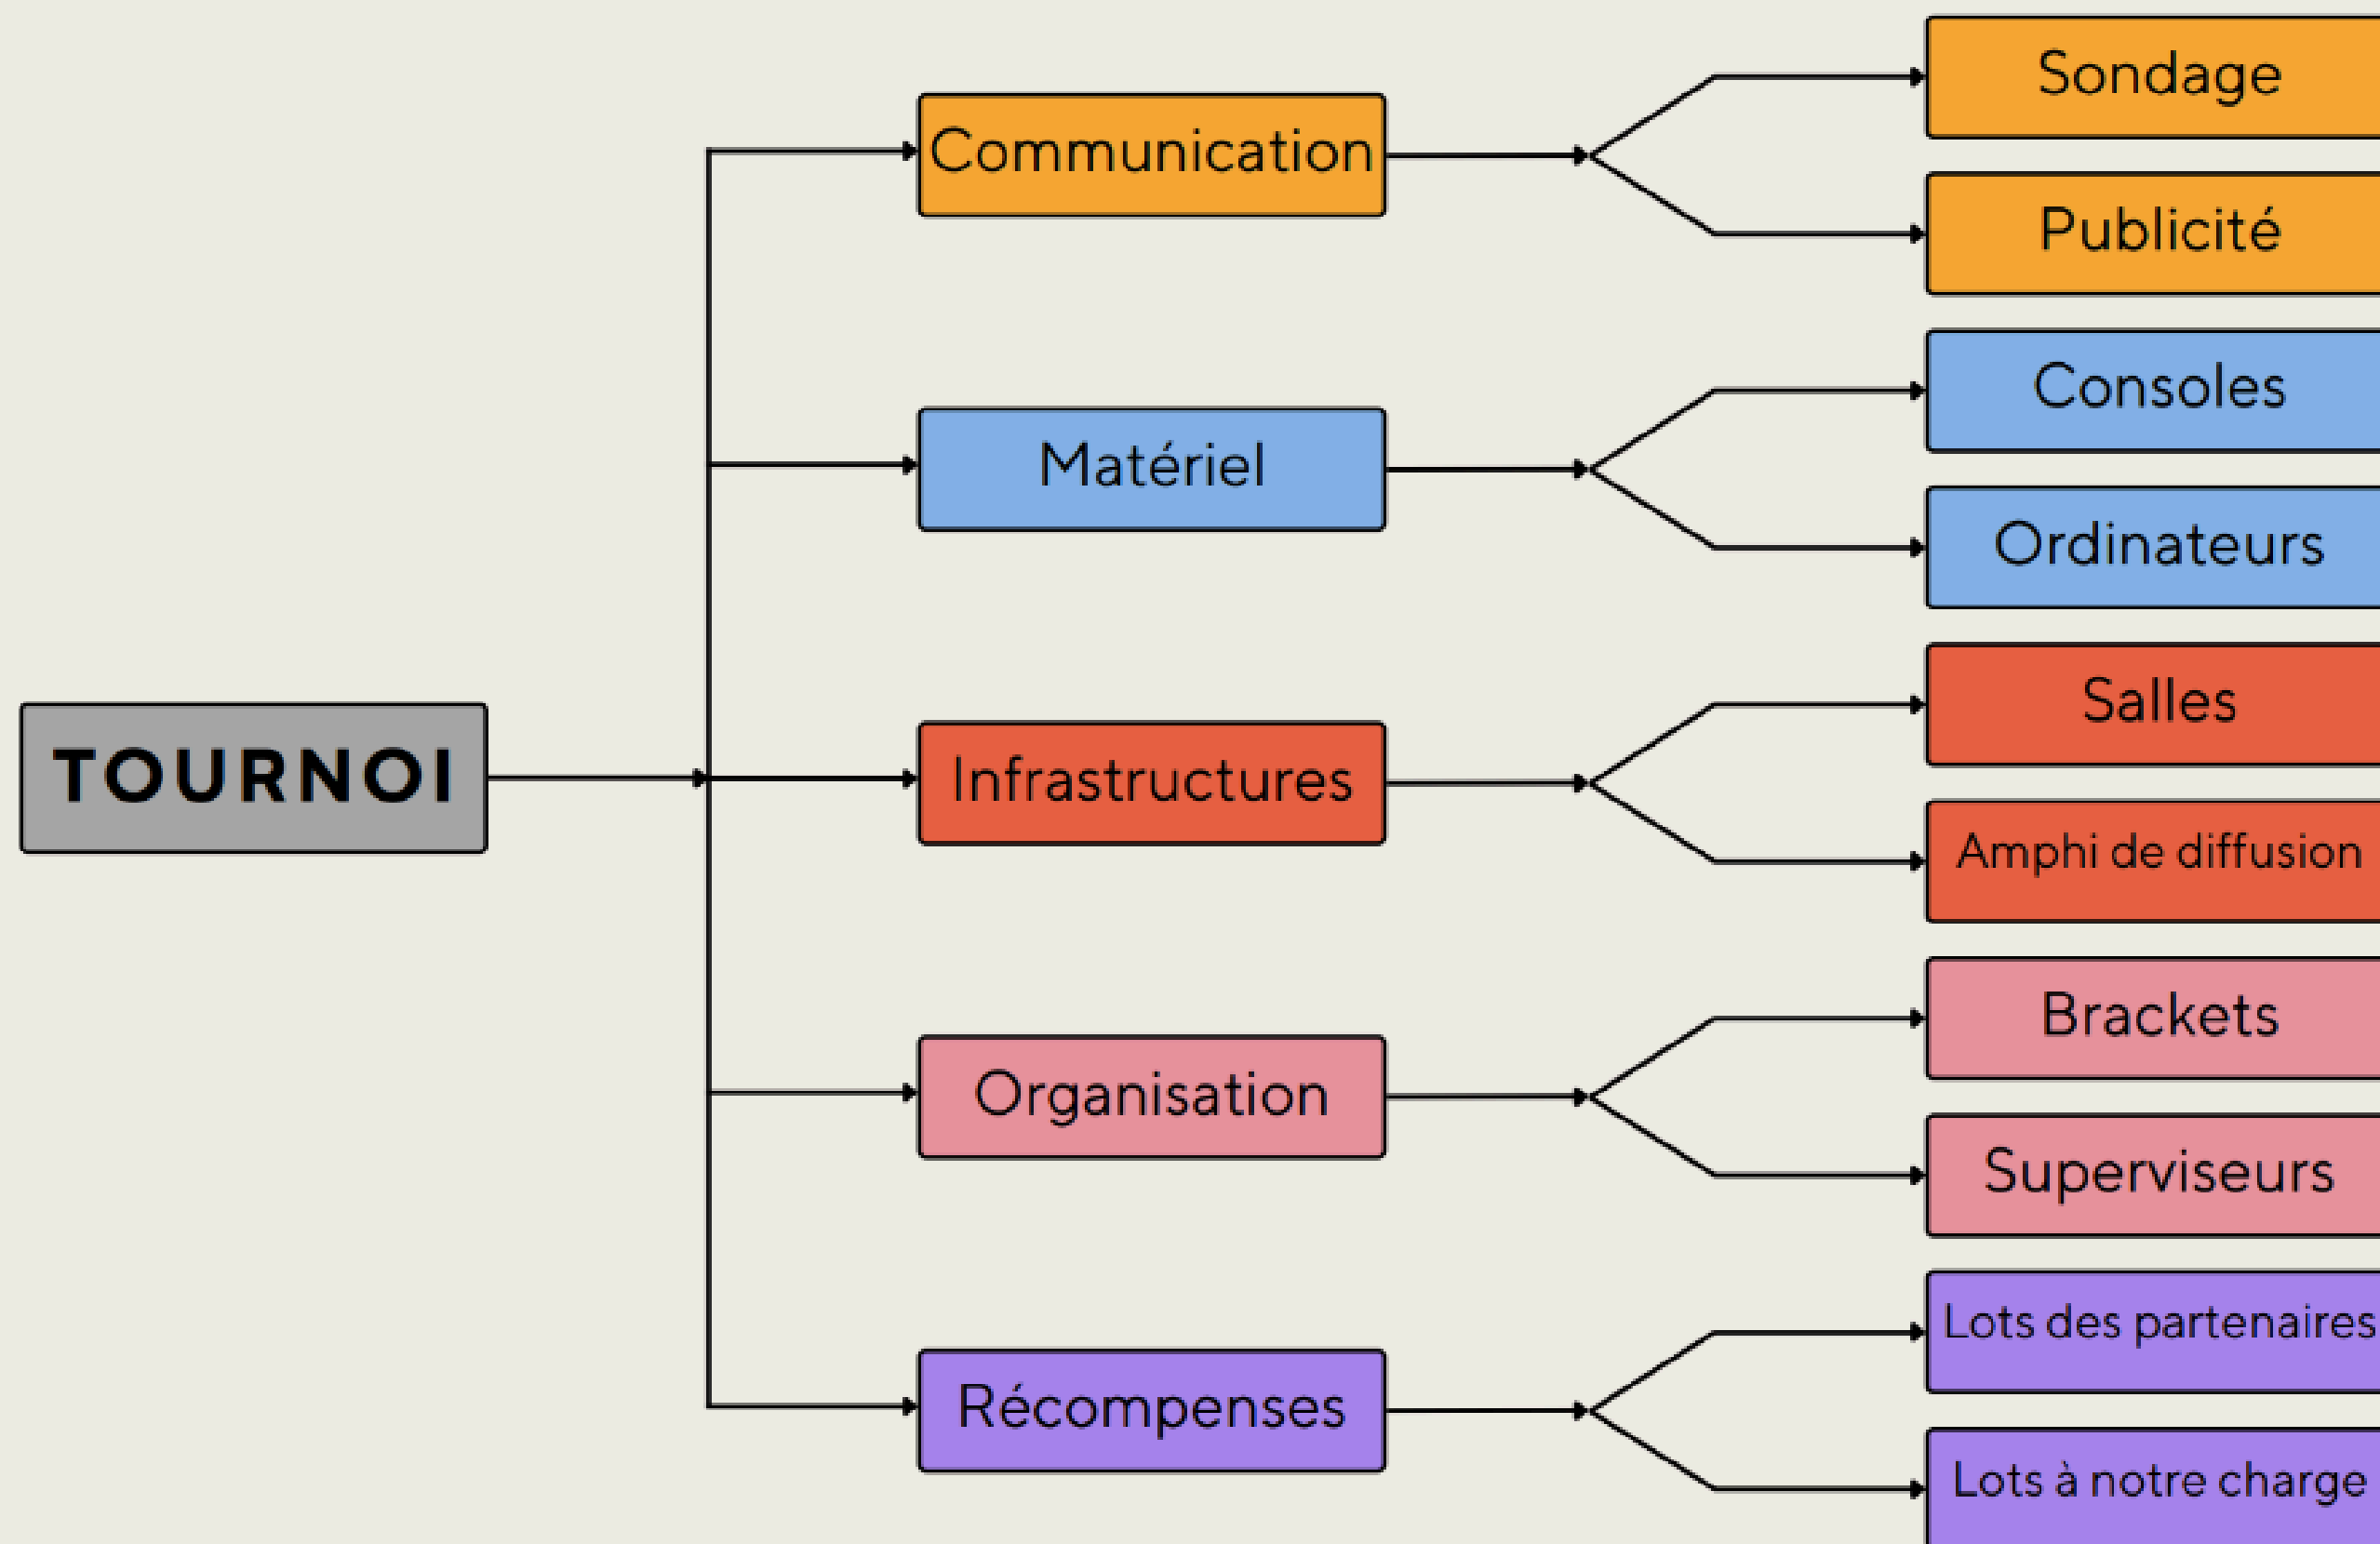 TOURNOI
Communication
Sondage
Publicité
Matériel
Consoles
Ordinateurs
Infrastructures
Salles
Amphi de diffusion
Organisation
Brackets
Superviseurs
Récompenses
Lots des partenaires
Lots à notre charge